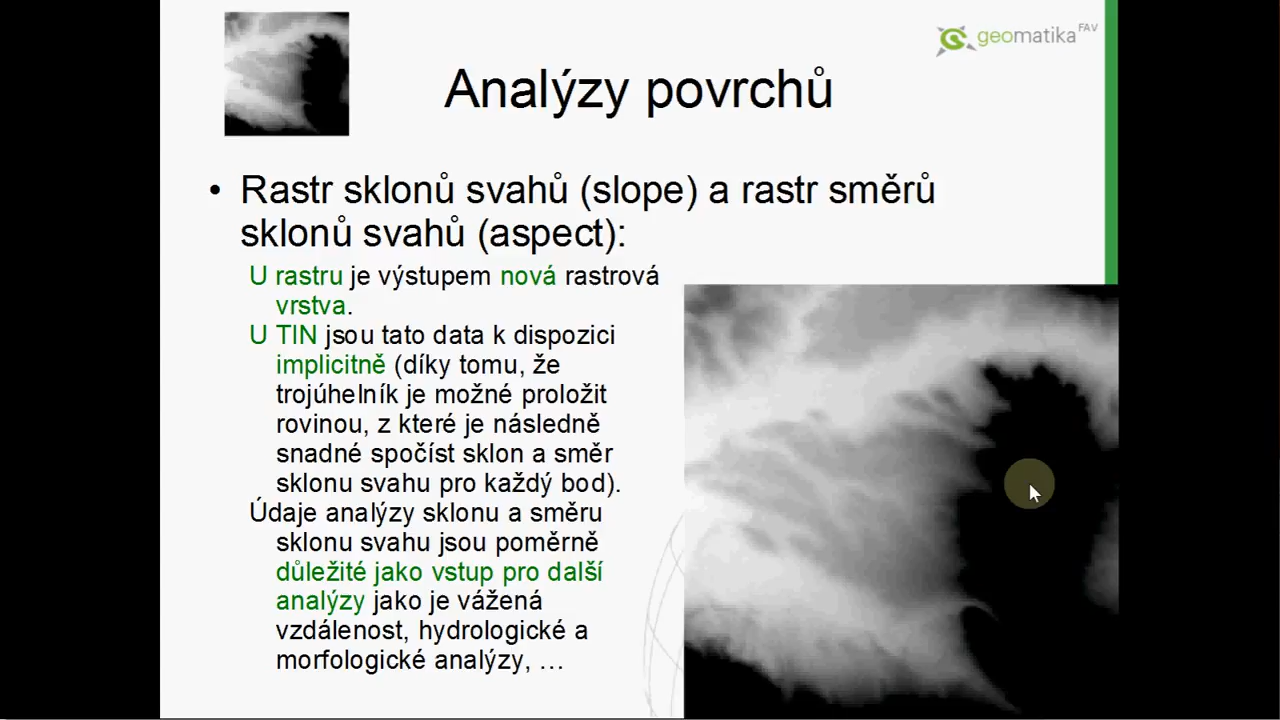 geomatikaFAV
Analýzy povrchů
• Rastr sklonů svahů (slope) a rastr směrů
sklonů svahů (aspect):
U rastru je výstupem nová rastrová
vrstva.
U TIN jsou tato data k dispozici
implicitně (díky tomu, že
trojúhelník je možné proložit
rovinou, z které je následně
snadné spočíst sklon a směr
sklonu svahu pro každý bod).
Údaje analýzy sklonu a směru
sklonu svahu jsou poměrně
důležité jako vstup pro další
analýzy jako je vážená
vzdálenost, hydrologické a
morfologické analýzy, …